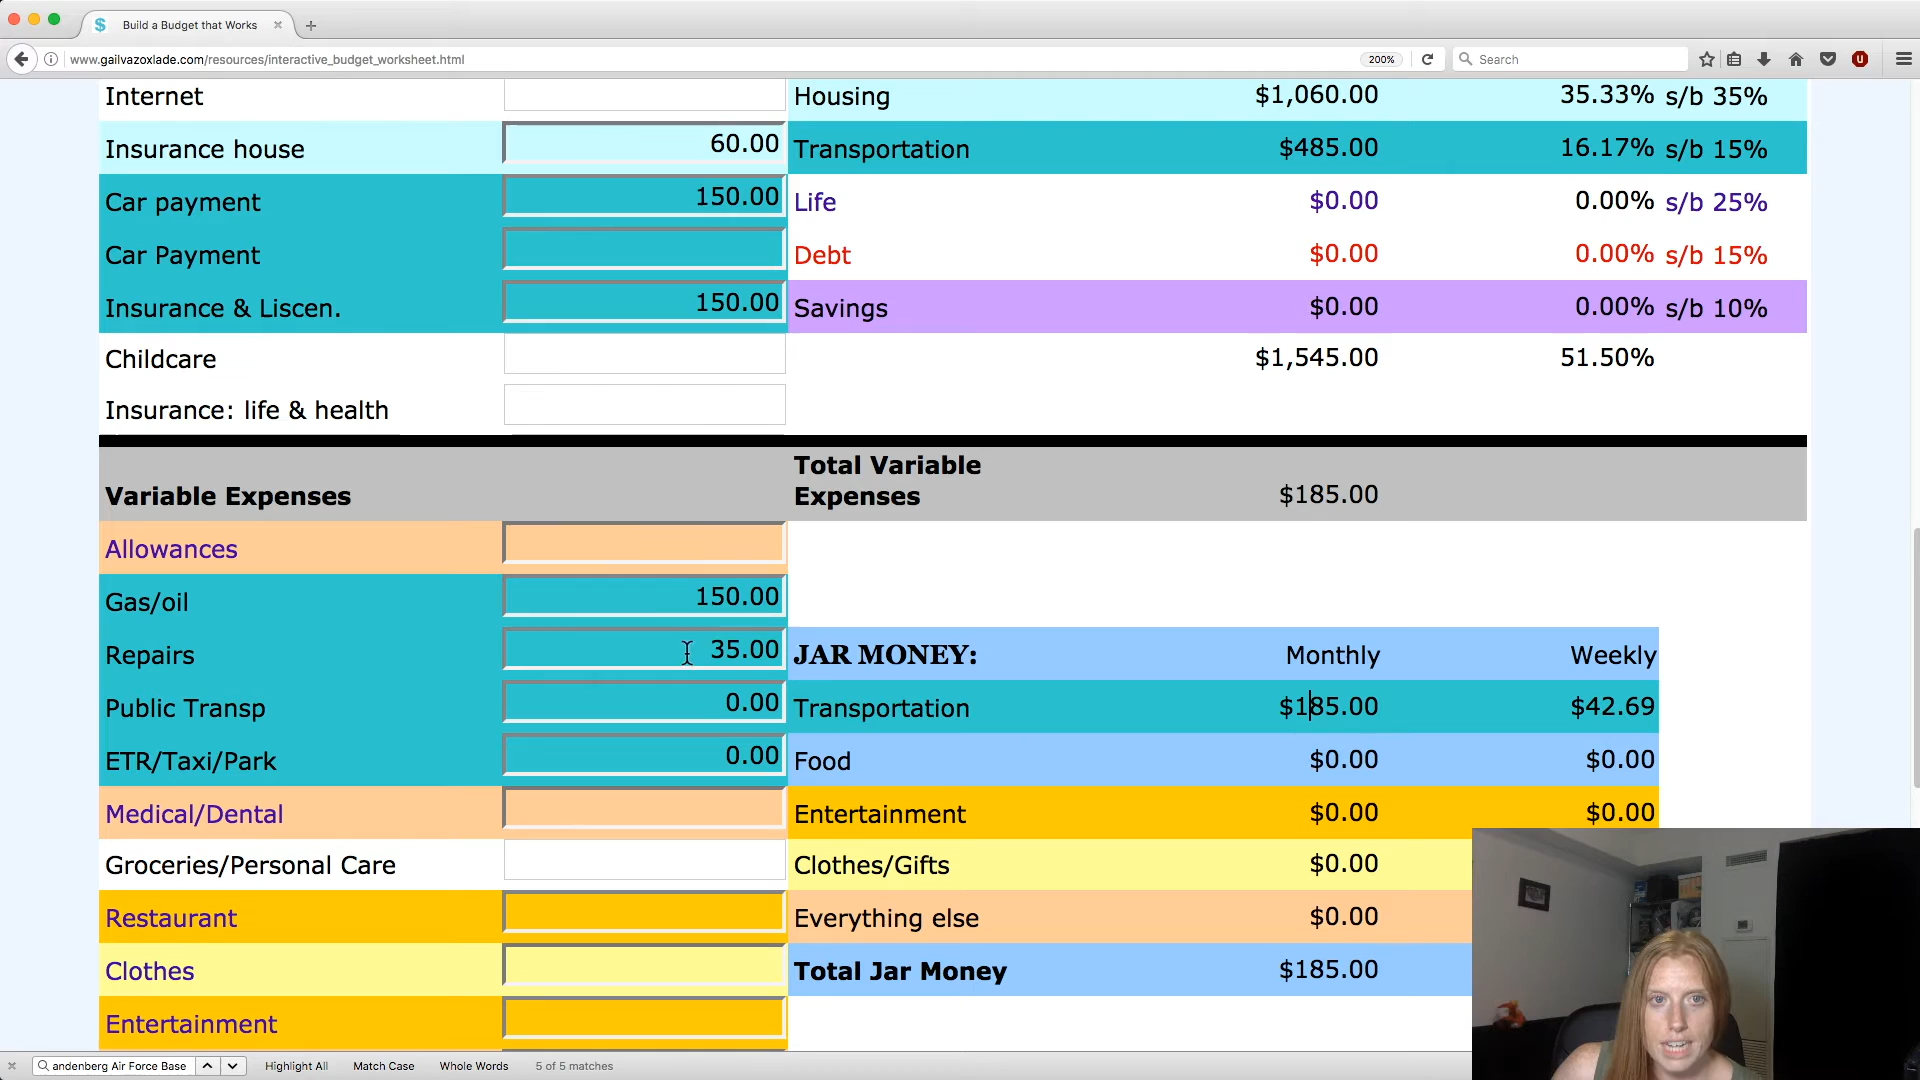 Build a Budget that Works
www.gailvazoxlade.com/resources/interactive_budget_worksheet.html
200%
Search
Internet
Housing $1,060.00 35.33% s/b 35%
Insurance house 60.00 Transportation $485.00 16.17% s/b 15%
Car payment 150.00 Life $0.00 0.00% s/b 25%
Car Payment Debt $0.00 0.00% s/b 15%
Insurance & Liscen. 150.00 Savings $0.00 0.00% s/b 10%
Childcare $1,545.00 51.50%
Insurance: life & health
Total Variable
Variable Expenses Expenses $185.00
Allowances
Gas/oil 150.00
Repairs 35.00 JAR MONEY: Monthly Weekly
Public Transp 0.00 Transportation $185.00 $42.69
ETR/Taxi/Park 0.00 Food $0.00 $0.00
Medical/Dental Entertainment $0.00 $0.00
Groceries/Personal Care Clothes/Gifts $0.00
Restaurant Everything else $0.00
Clothes Total Jar Money $185.00
Entertainment
andenberg Air Force Base Highlight All Match Case Whole Words 5 of 5 matches